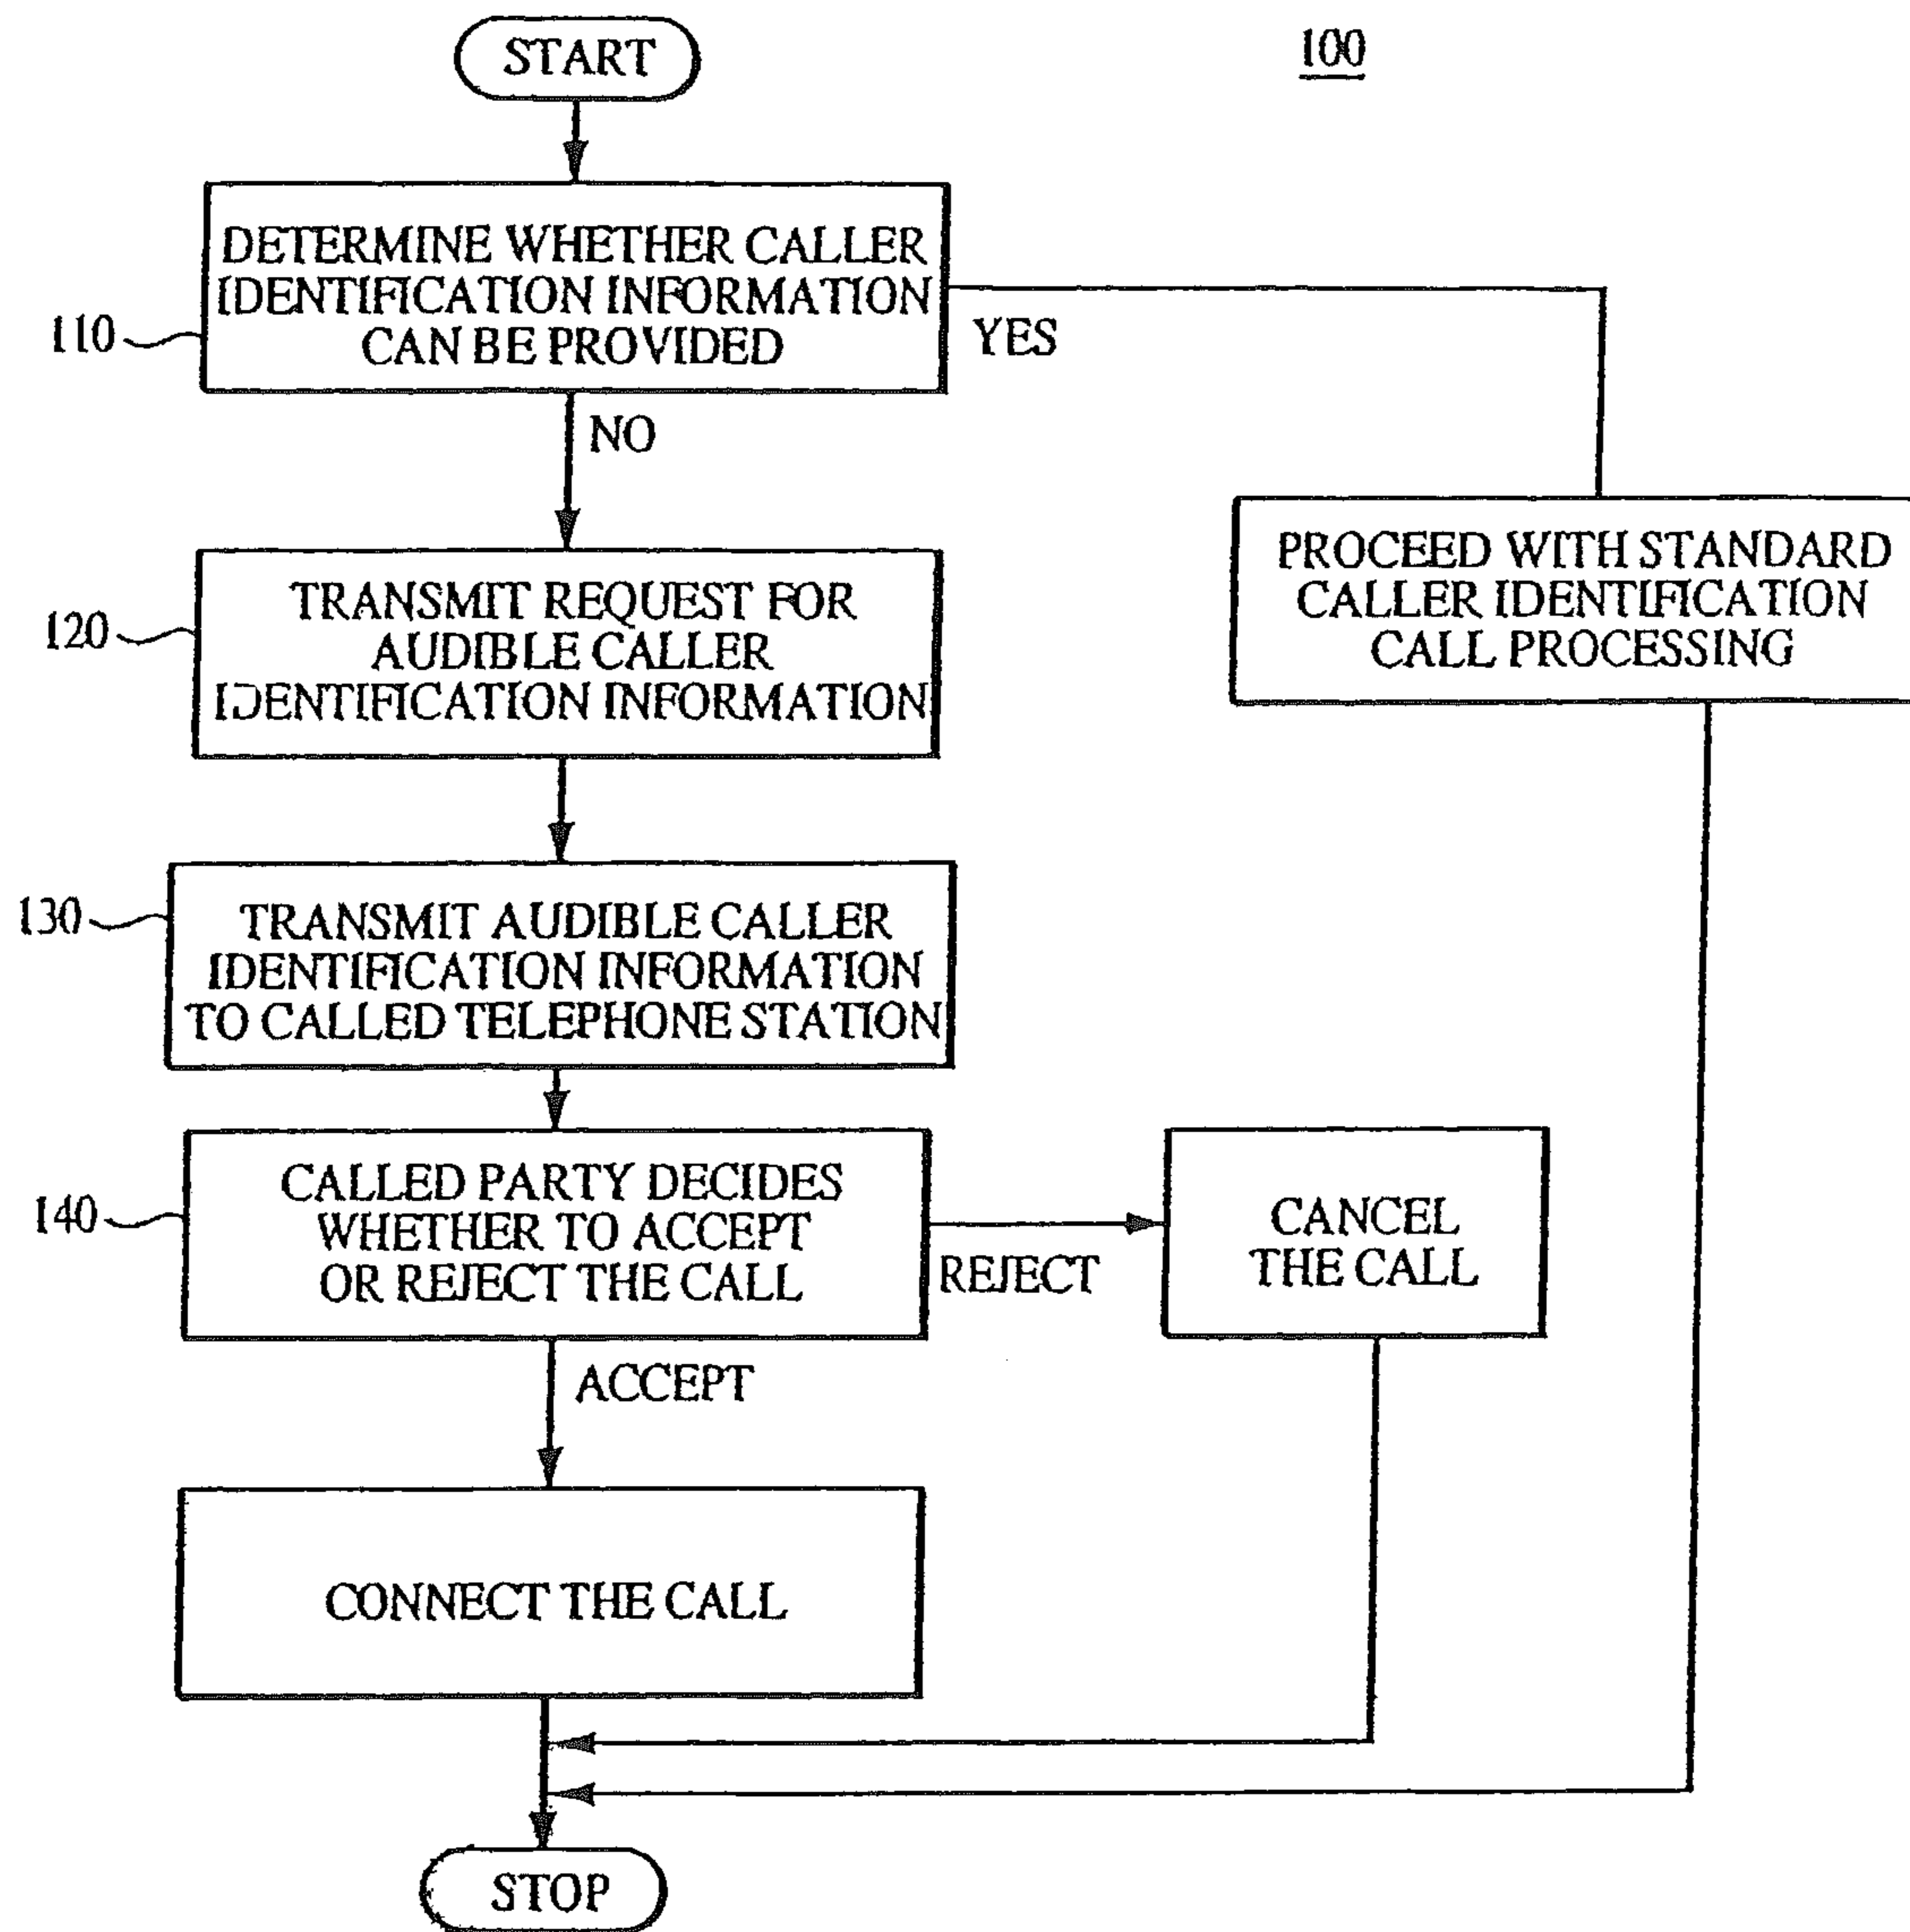 START
100
DETERMINE WHETHER CALLER
IDENTIFICATION INFORMATION
CAN BE PROVIDED
110
YES
NO
PROCEED WITH STANDARD
CALLER IDENTIFICATION
CALL PROCESSING
TRANSMIT REQUEST FOR
AUDIBLE CALLER
IDENTIFICATION INFORMATION
120
TRANSMIT AUDIBLE CALLER
IDENTIFICATION INFORMATION
TO CALLED TELEPHONE STATION
130
CALLED PARTY DECIDES
WHETHER TO ACCEPT
OR REJECT THE CALL
140
REJECT
CANCEL
THE CALL
ACCEPT
CONNECT THE CALL
STOP